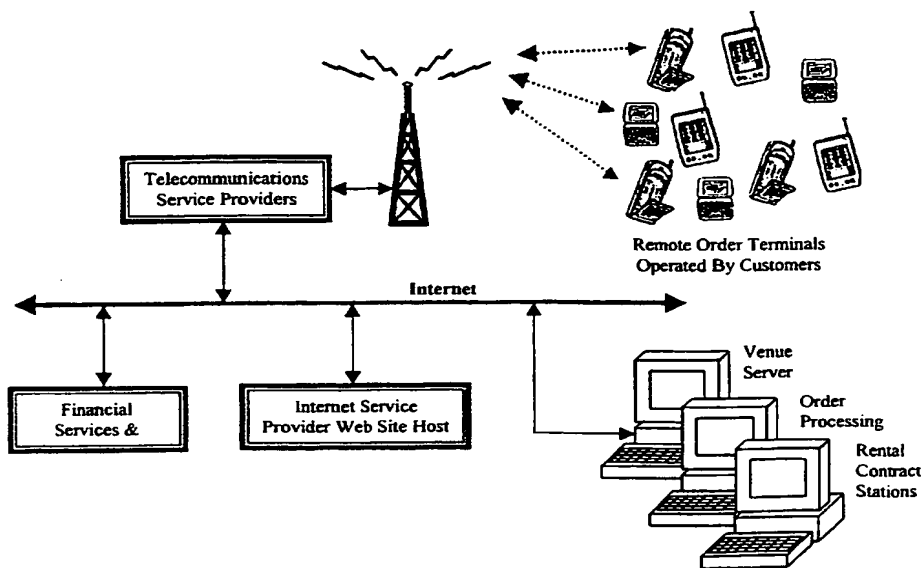 Telecommunications
Service Providers
Remote Order Terminals
Operated By Customers
Internet
Financial
Services &
Internet Service
Provider Web Site Host
Venue
Server
Order
Processing
Rental
Contract
Stations